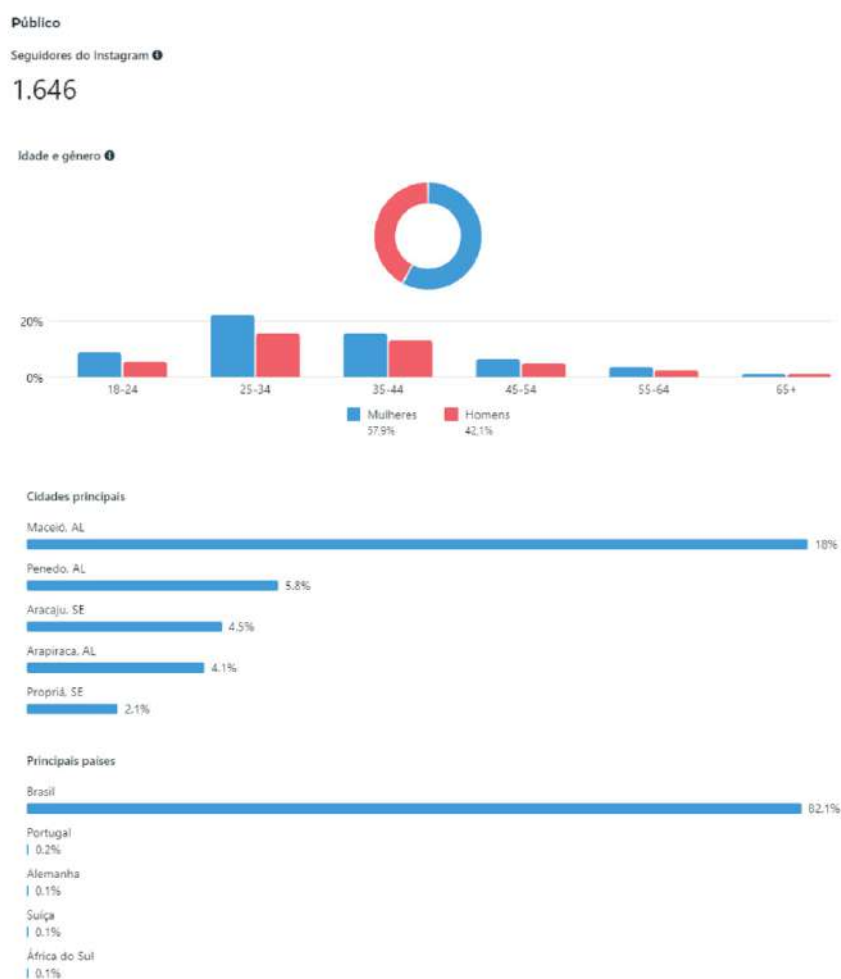 Público
Seguidores do Instagram
1.646
Idade e gênero
20%
0%
18-24 25-34 35-44 45-54 55-64 65+
Mulheres Homens
57,9% 42,1%
Cidades principais
Maceió, AL
18%
Penedo, AL
5.8%
Aracaju, SE
4.5%
Arapiraca, AL
4.1%
Propriá, SE
2.1%
Principais países
Brasil
82.1%
Portugal
0.2%
Alemanha
0.1%
Suíça
0.1%
África do Sul
0.1%